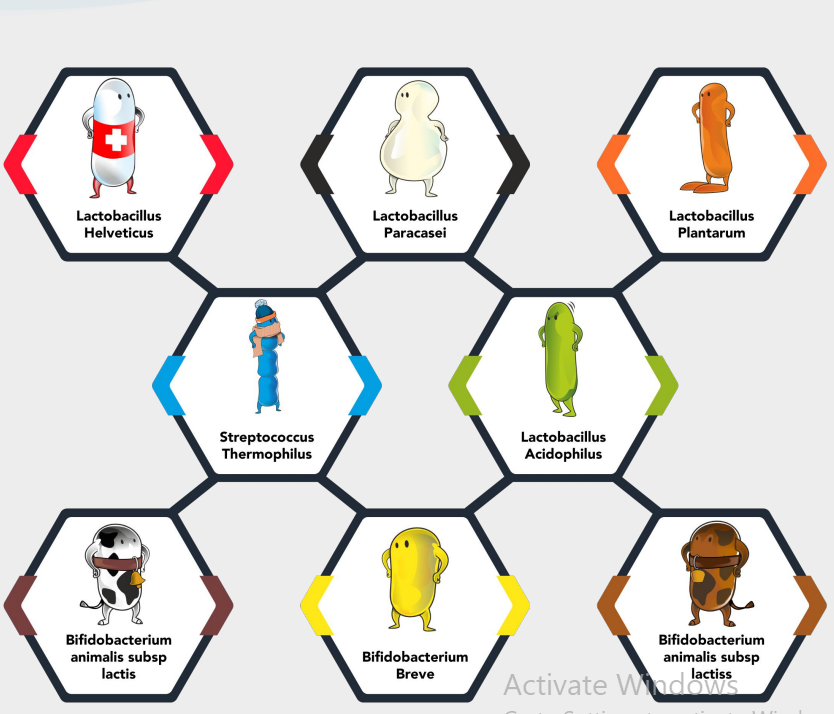 Lactobacillus
Helveticus
Lactobacillus
Paracasei
Lactobacillus
Plantarum
Streptococcus
Thermophilus
Lactobacillus
Acidophilus
Bifidobacterium
animalis subsp
lactis
Bifidobacterium
Breve
Bifidobacterium
animalis subsp
lactiss
Activate Windows